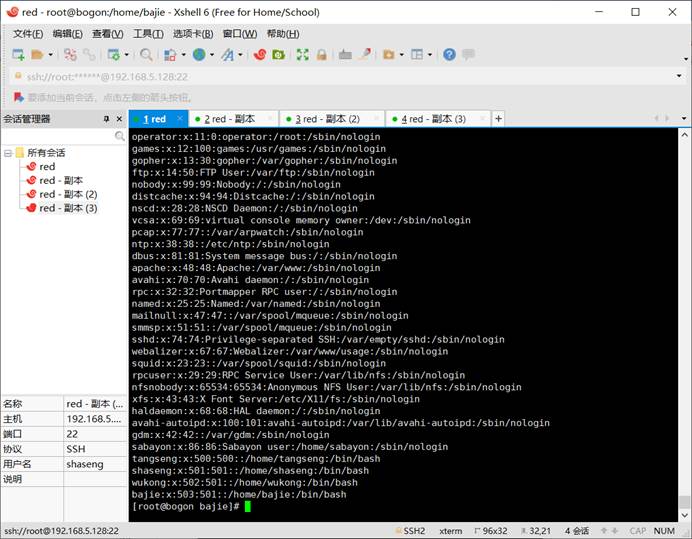 red - root@bogon:/home/bajie - Xshell 6 (Free for Home/School)
文件(F) 编辑(E) 查看(V) 工具(T) 选项卡(B) 窗口(W) 帮助(H)
ssh://root:******@192.168.5.128:22
要添加当前会话，点击左侧的箭头按钮。
会话管理器
1 red
2 red - 副本
3 red - 副本 (2)
4 red - 副本 (3)
所有会话
red
red - 副本
red - 副本 (2)
red - 副本 (3)
operator:x:11:0:operator:/root:/sbin/nologin
games:x:12:100:games:/usr/games:/sbin/nologin
gopher:x:13:30:gopher:/var/gopher:/sbin/nologin
ftp:x:14:50:FTP User:/var/ftp:/sbin/nologin
nobody:x:99:99:Nobody:/:/sbin/nologin
distcache:x:94:94:Distcache:/:/sbin/nologin
nscd:x:28:28:NSCD Daemon:/:/sbin/nologin
vcsa:x:69:69:virtual console memory owner:/dev:/sbin/nologin
pcap:x:77:77::/var/arpwatch:/sbin/nologin
ntp:x:38:38::/etc/ntp:/sbin/nologin
dbus:x:81:81:System message bus:/:/sbin/nologin
apache:x:48:48:Apache:/var/www:/sbin/nologin
avahi:x:70:70:Avahi daemon:/:/sbin/nologin
rpc:x:32:32:Portmapper RPC user:/:/sbin/nologin
named:x:25:25:Named:/var/named:/sbin/nologin
mailnull:x:47:47::/var/spool/mqueue:/sbin/nologin
smmsp:x:51:51::/var/spool/mqueue:/sbin/nologin
sshd:x:74:74:Privilege-separated SSH:/var/empty/sshd:/sbin/nologin
webalizer:x:67:67:Webalizer:/var/www/usage:/sbin/nologin
squid:x:23:23::/var/spool/squid:/sbin/nologin
rpcuser:x:29:29:RPC Service User:/var/lib/nfs:/sbin/nologin
nfsnobody:x:65534:65534:Anonymous NFS User:/var/lib/nfs:/sbin/nologin
xfs:x:43:43:X Font Server:/etc/X11/fs:/sbin/nologin
haldaemon:x:68:68:HAL daemon:/:/sbin/nologin
avahi-autoipd:x:100:101:avahi-autoipd:/var/lib/avahi-autoipd:/sbin/nologin
gdm:x:42:42::/var/gdm:/sbin/nologin
sabayon:x:86:86:Sabayon user:/home/sabayon:/sbin/nologin
tangseng:x:500:500::/home/tangseng:/bin/bash
shaseng:x:501:501::/home/shaseng:/bin/bash
wukong:x:502:501::/home/wukong:/bin/bash
bajie:x:503:501::/home/bajie:/bin/bash
[root@bogon bajie]#
名称 red - 副本 (...
主机 192.168.5....
端口 22
协议 SSH
用户名 shaseng
说明
ssh://root@192.168.5.128:22 SSH2 xterm 96x32 32,21 4 会话 CAP NUM